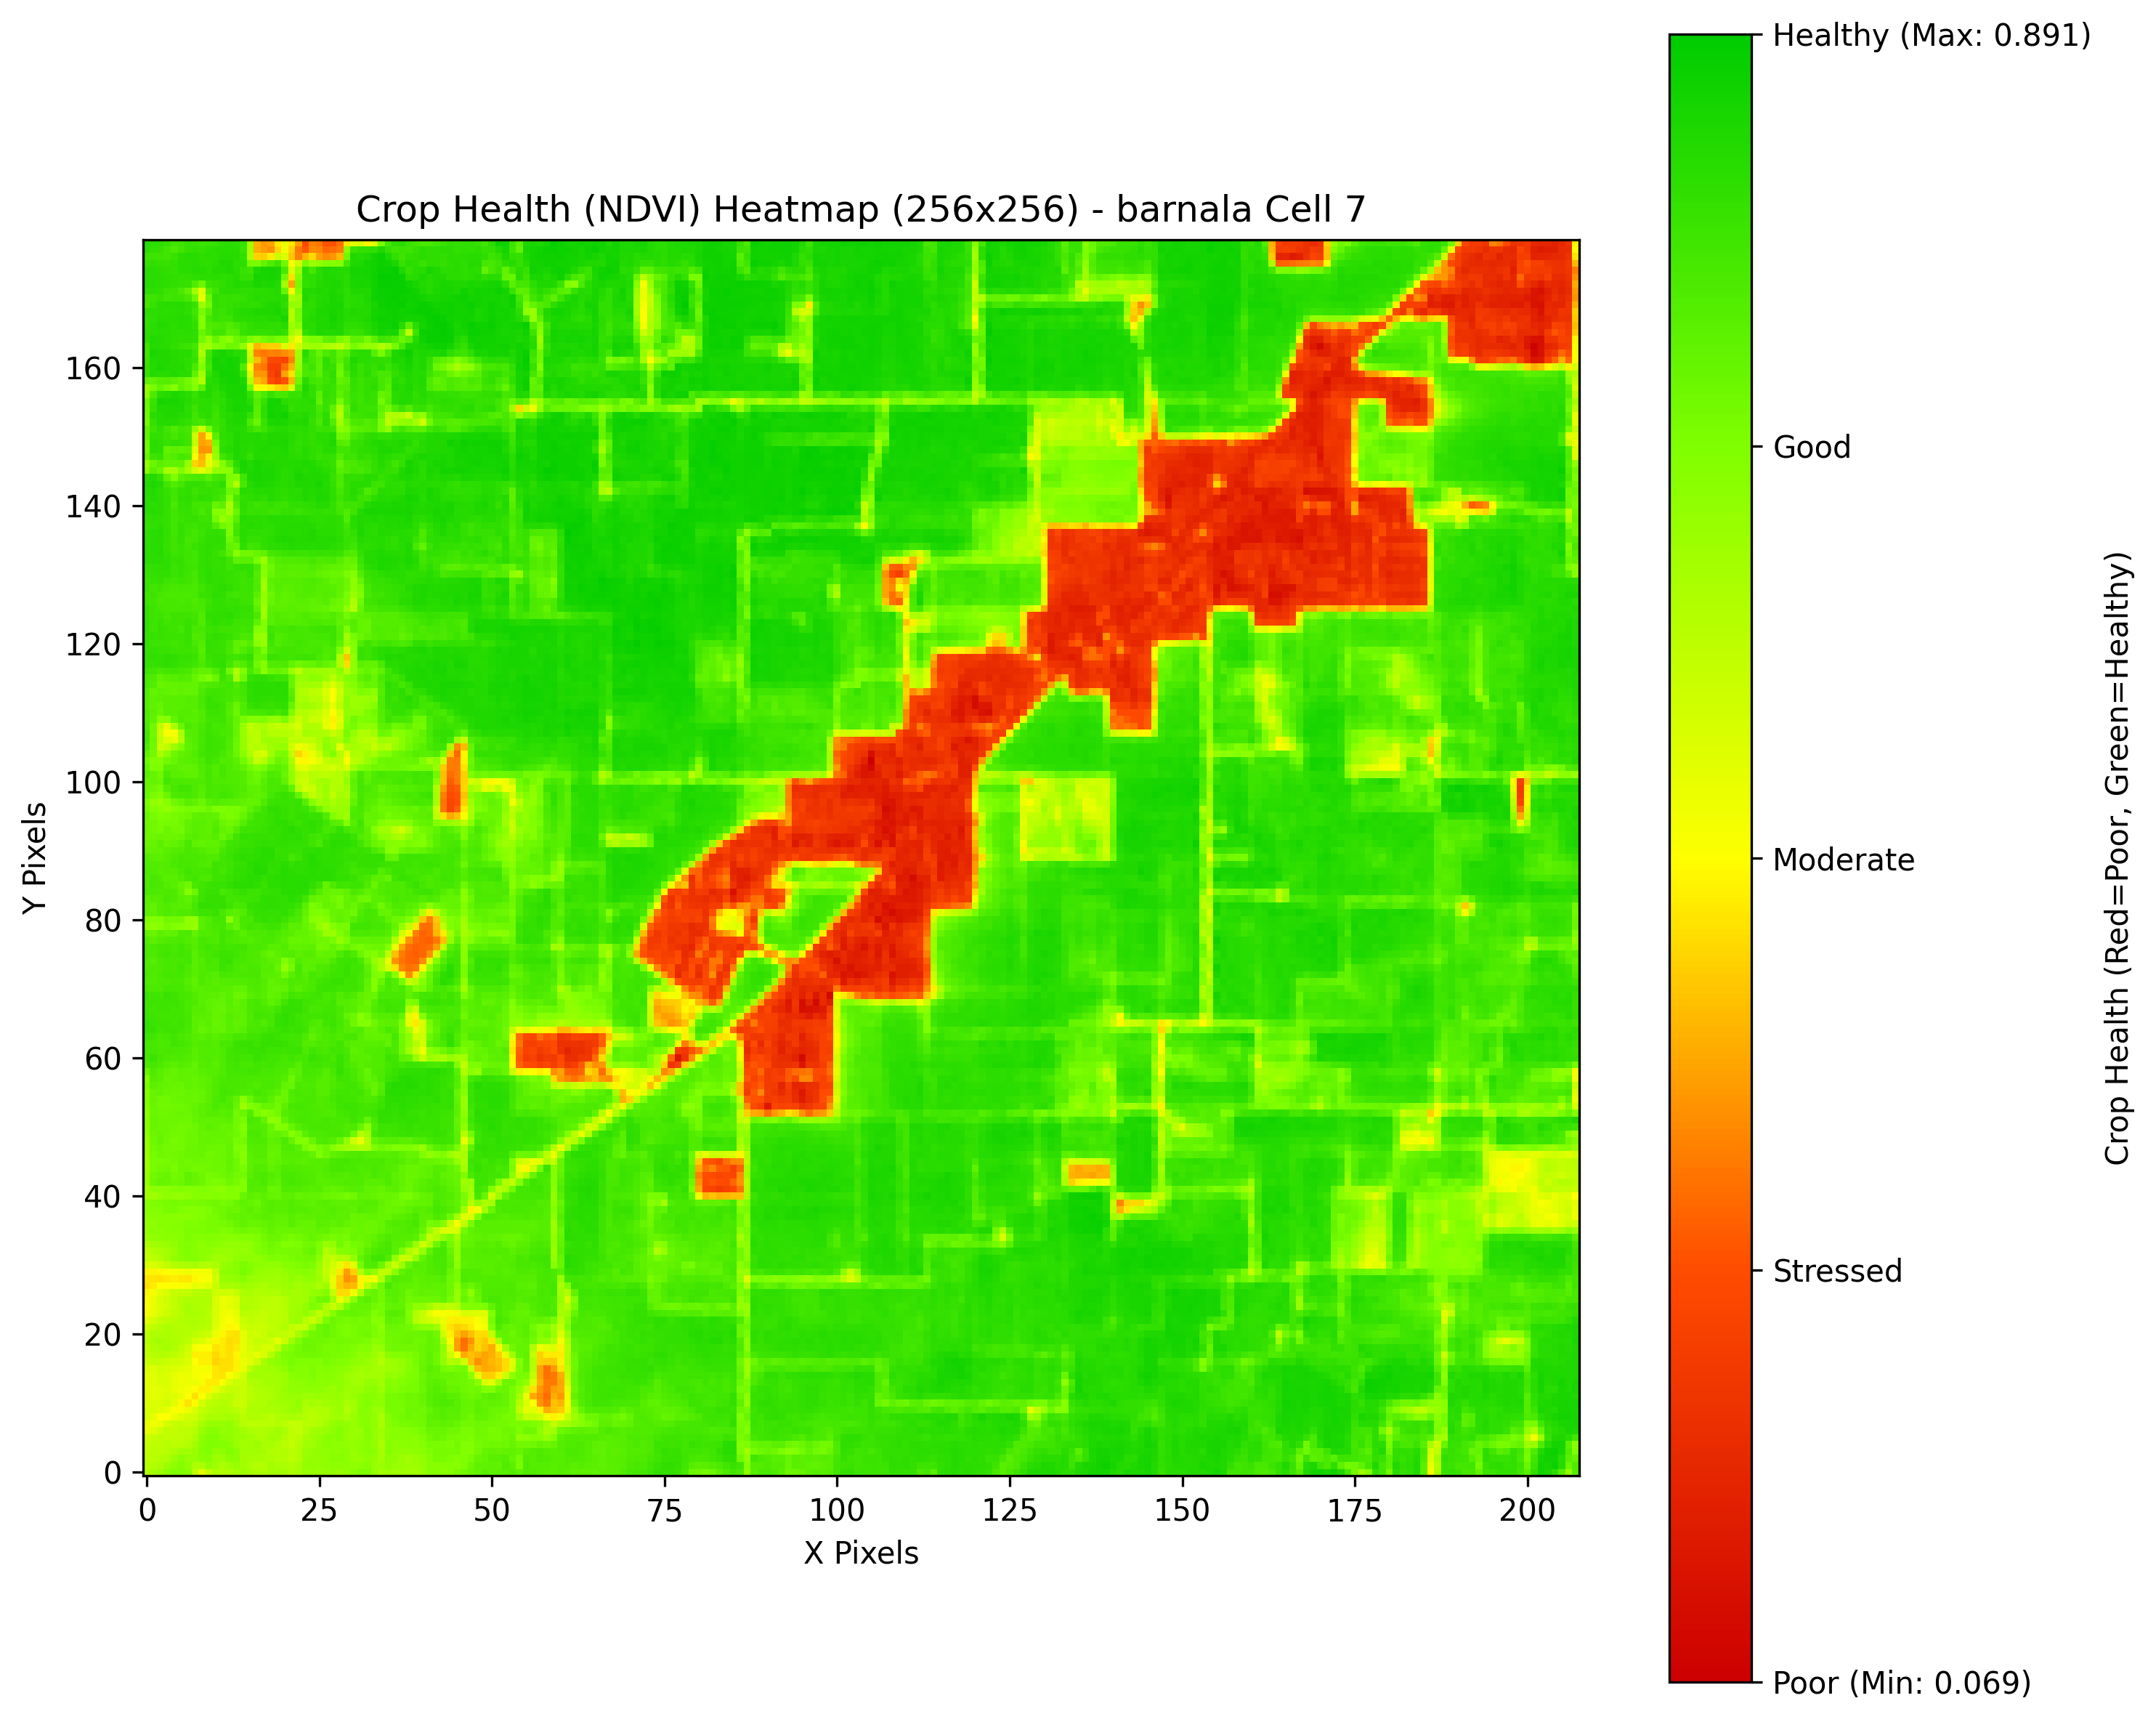 Crop Health (NDVI) Heatmap (256x256) - barnala Cell 7
Healthy (Max: 0.891)
Good
Moderate
Stressed
Poor (Min: 0.069)
Crop Health (Red=Poor, Green=Healthy)
Y Pixels
160
140
120
100
80
60
40
20
0
0 25 50 75 100 125 150 175 200
X Pixels